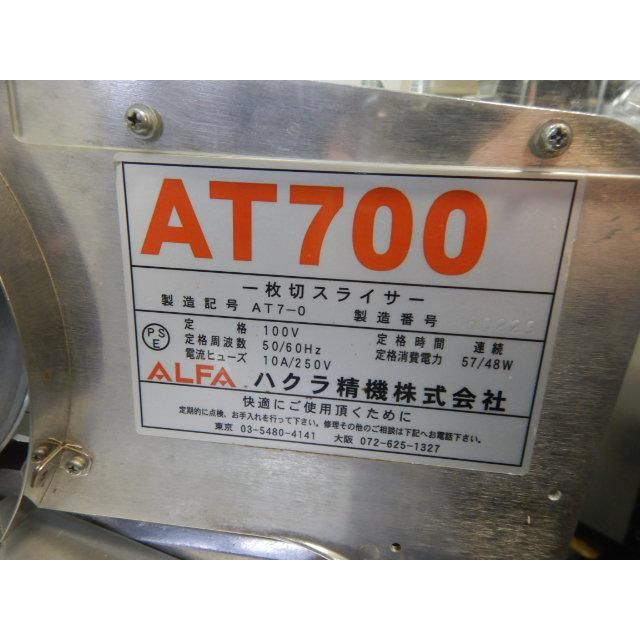 AT700
一枚切スライサー
製造記号 AT7-0 製造番号
PSE 定格 100V 定格時間 連続
定格周波数 50/60Hz 定格消費電力 57/48W
電流ヒューズ 10A/250V
ALFA ハクラ精機株式会社
快適にご使用頂くために
定期的に点検、お手入れを行って下さい。修理その他のご相談は下記へお電話下さい。
東京 03-5480-4141 大阪 072-625-1327